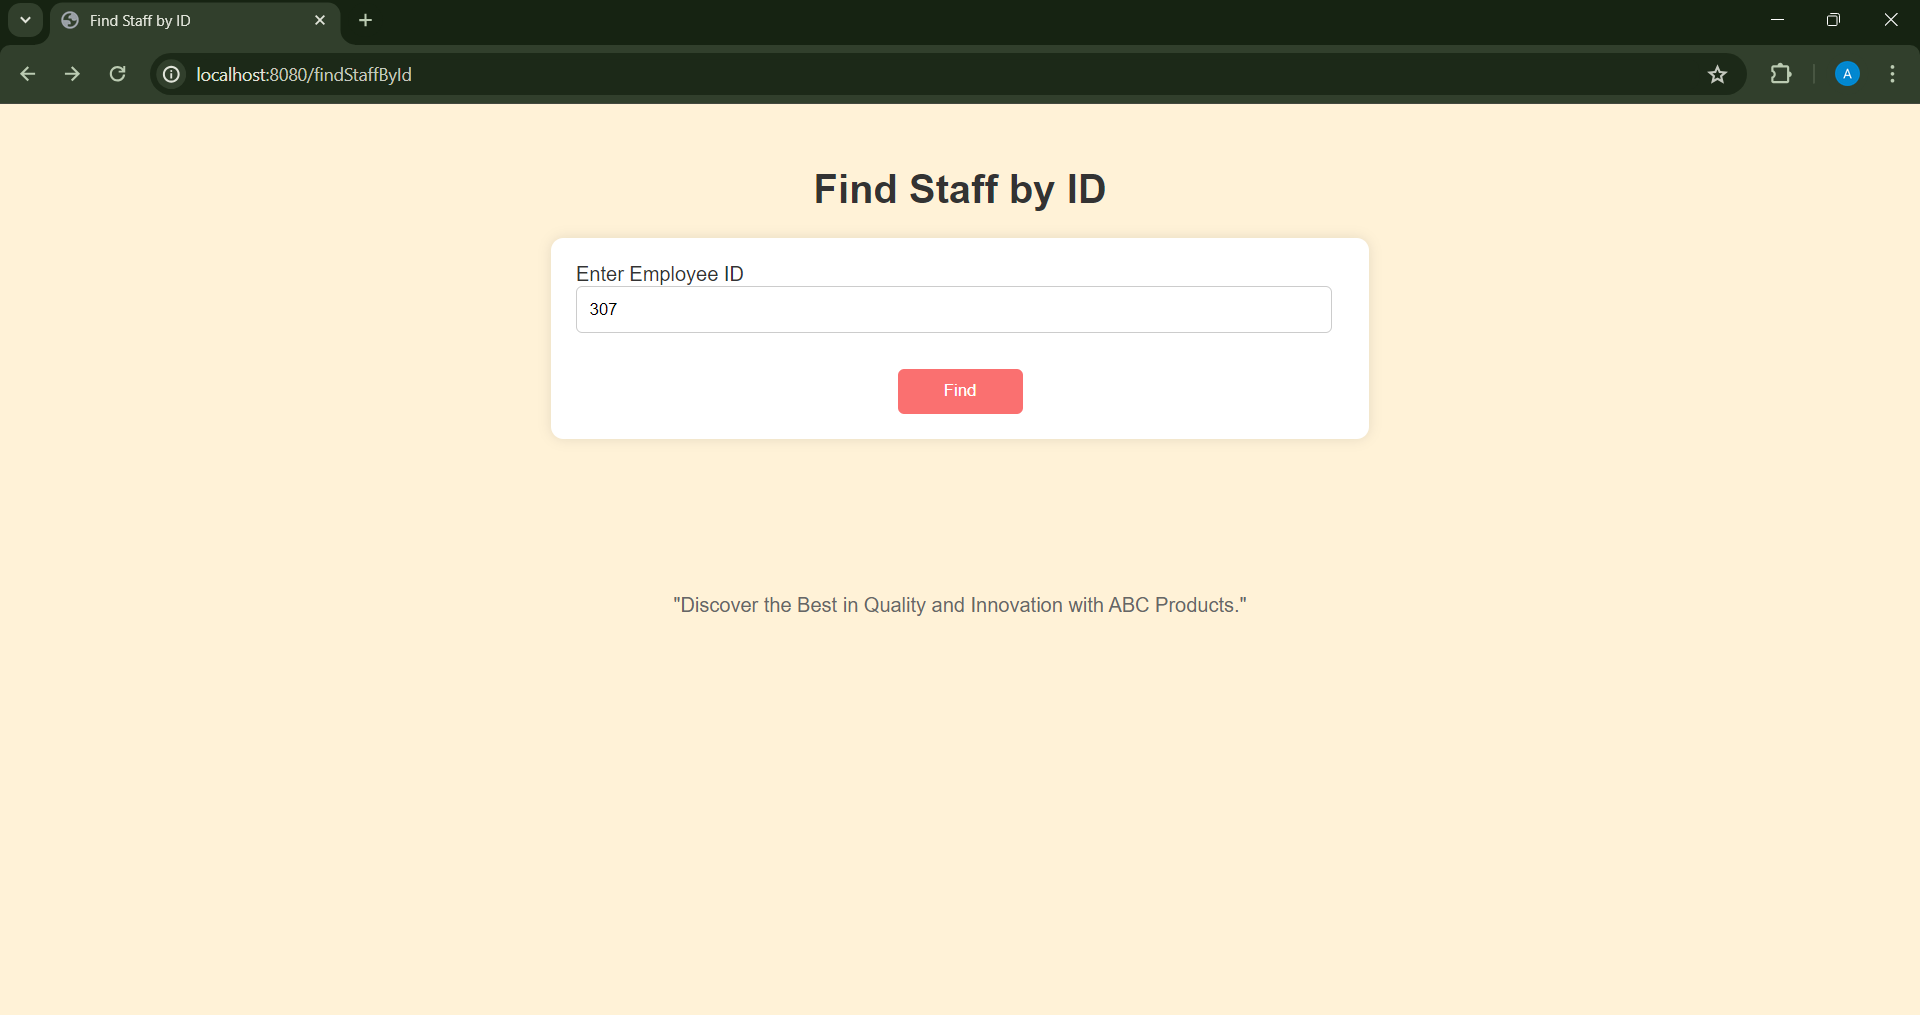 Find Staff by ID
localhost:8080/findStaffById
A
Find Staff by ID
Enter Employee ID
307
Find
"Discover the Best in Quality and Innovation with ABC Products."